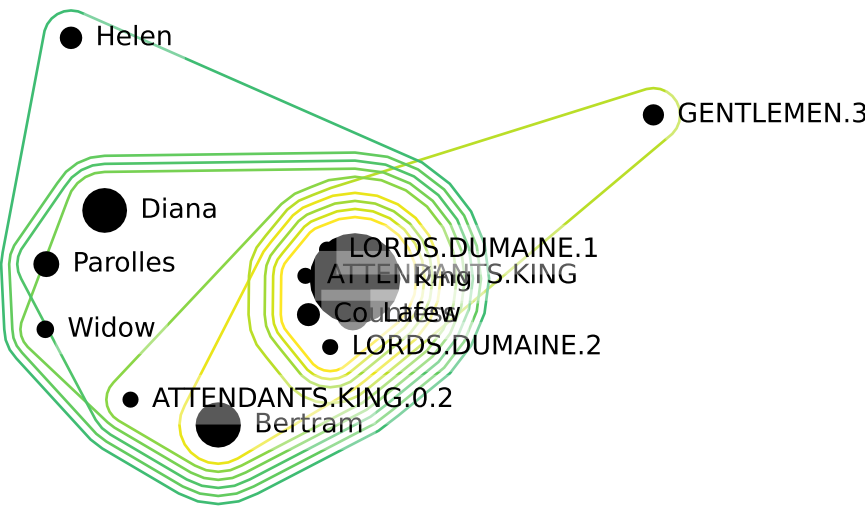 Helen
GENTLEMEN.3
Diana
LORDS.DUMAINE.1
Parolles
ATTENDANTS.KING
King
Countess
Lafew
Widow
LORDS.DUMAINE.2
ATTENDANTS.KING.0.2
Bertram